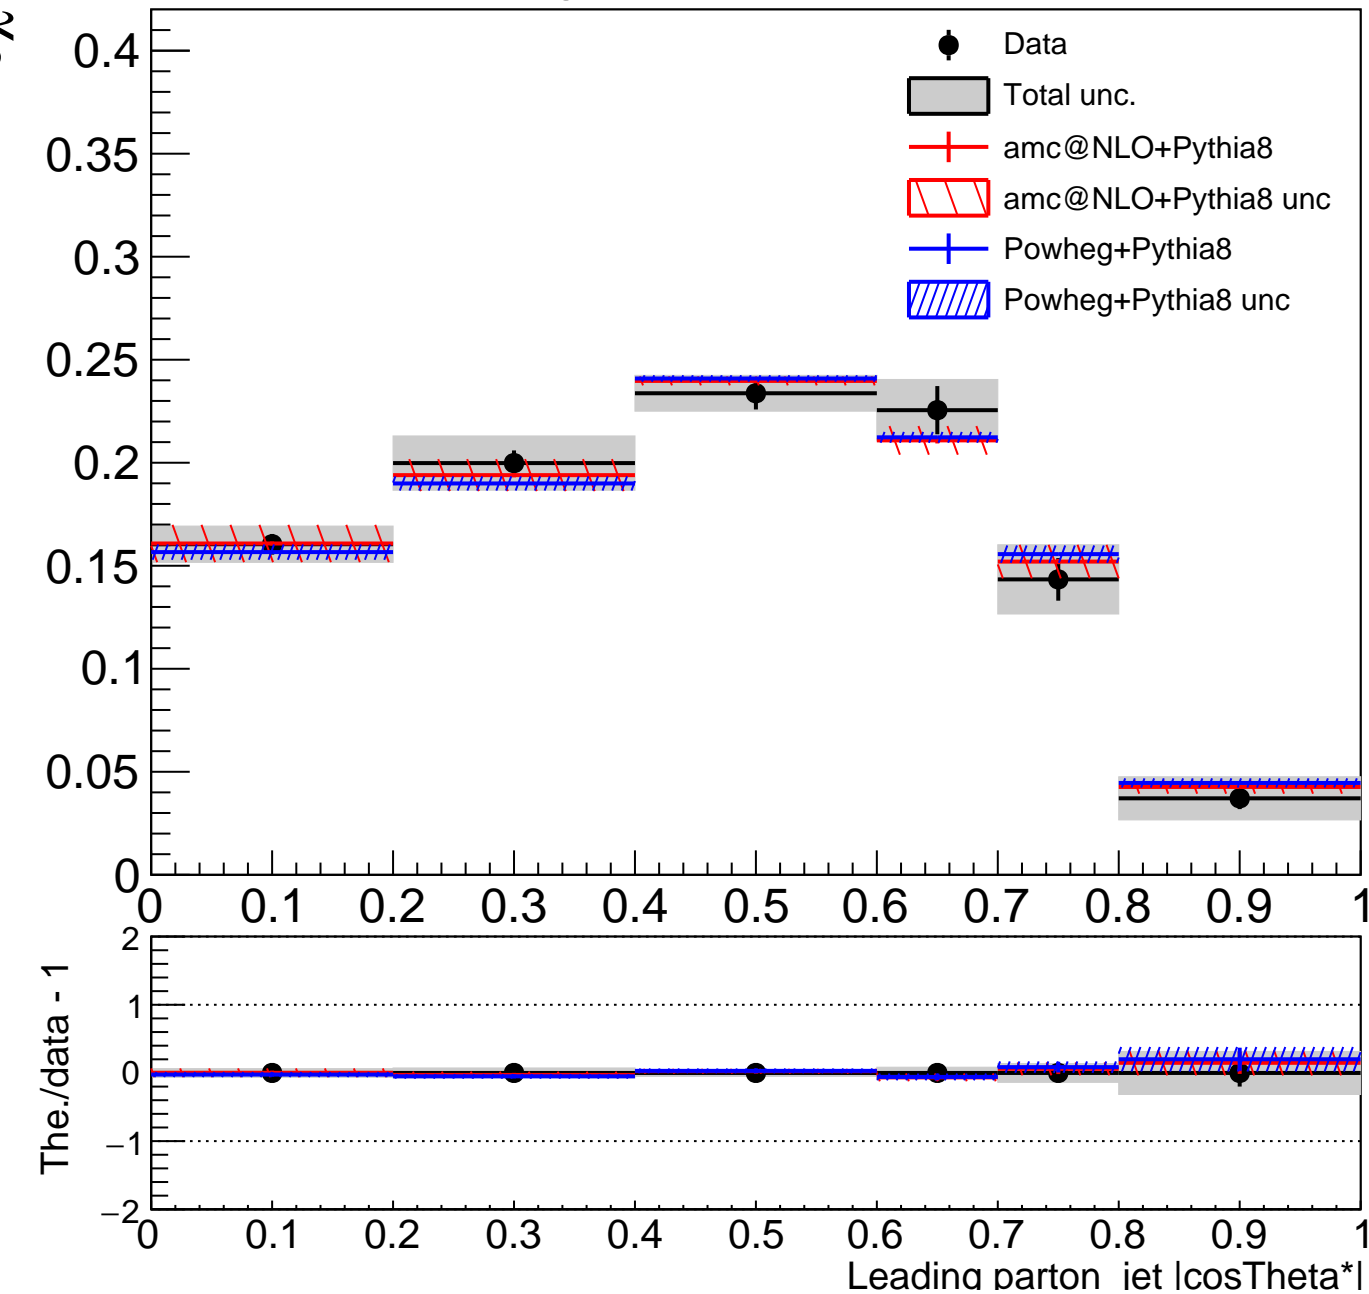 0.4
0.35
0.3
0.25
0.2
0.15
0.1
0.05
0
Data
Total unc.
amc@NLO+Pythia8
amc@NLO+Pythia8 unc
Powheg+Pythia8
Powheg+Pythia8 unc
0 0.1 0.2 0.3 0.4 0.5 0.6 0.7 0.8 0.9 1
The./data - 1
2
1
0
−1
−2
0 0.1 0.2 0.3 0.4 0.5 0.6 0.7 0.8 0.9 1
Leading parton_jet |cosTheta*|